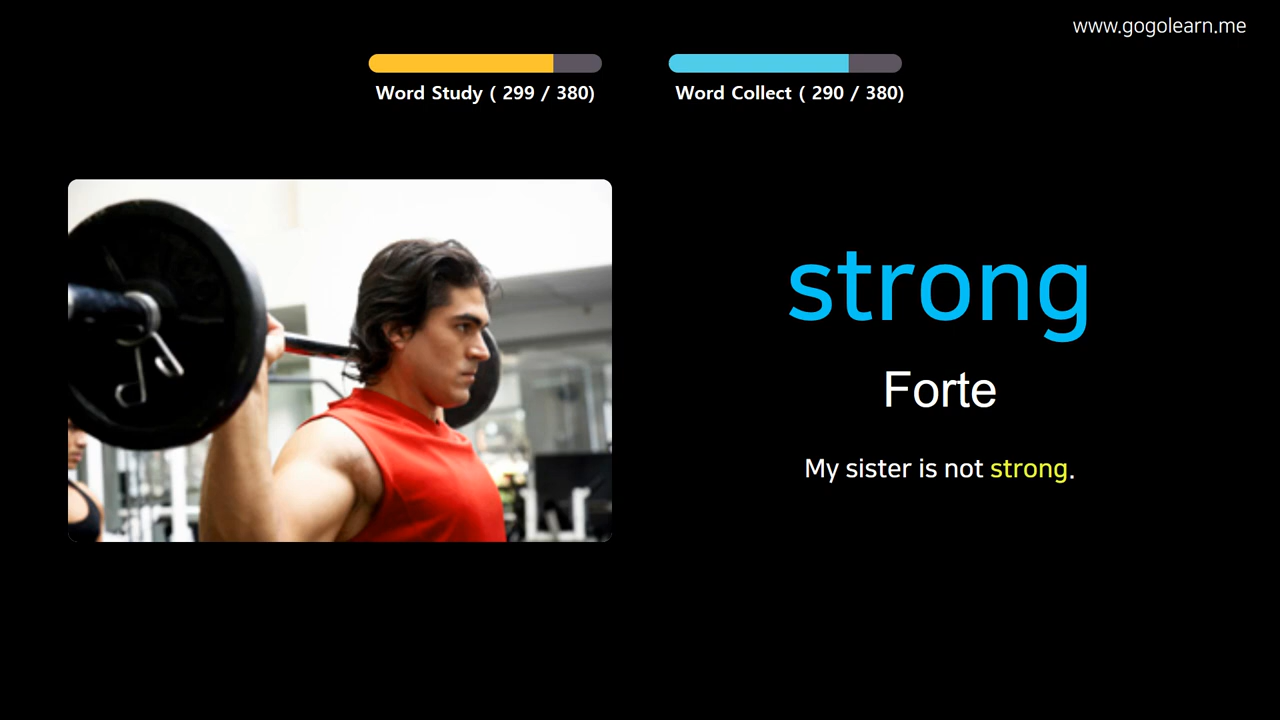 www.gogolearn.me
Word Study ( 299 / 380)
Word Collect ( 290 / 380)
strong
Forte
My sister is not strong.